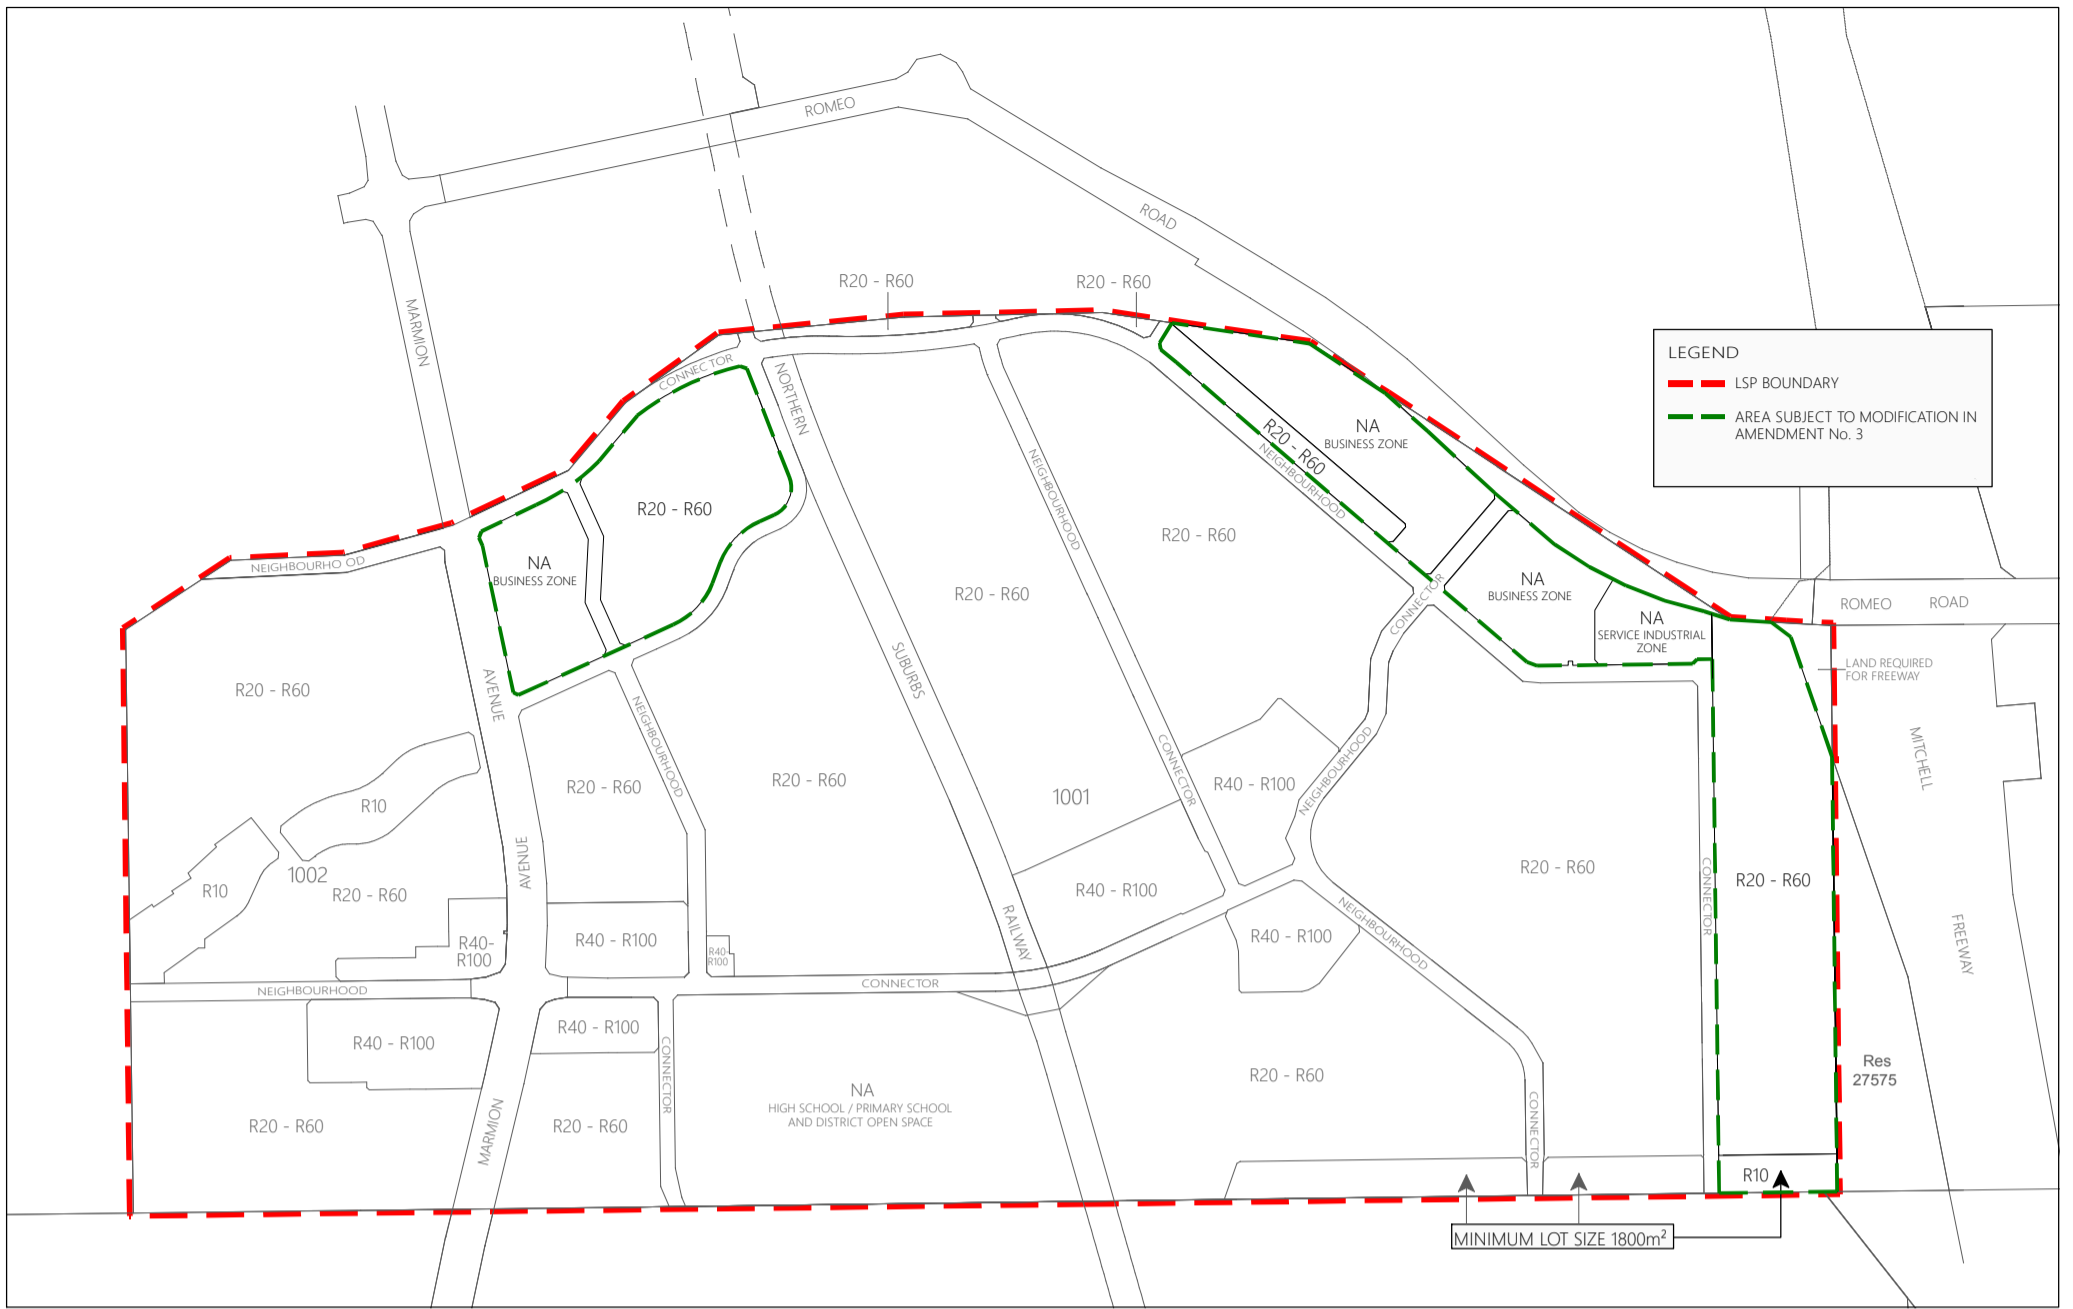 ROMEO
ROAD
MARMION
R20 - R60
R20 - R60
LEGEND
LSP BOUNDARY
AREA SUBJECT TO MODIFICATION IN
AMENDMENT No. 3
CONNEC TOR
NORTHERN
R20 - R60
NEIGHBOURHOOD
NA
BUSINESS ZONE
NEIGHBOURHOOD
R20 - R60
R20 - R60
NEIGHBOURHO OD
NA
BUSINESS ZONE
R20 - R60
CONNECTOR
NA
BUSINESS ZONE
NA
SERVICE INDUSTRIAL
ZONE
ROMEO
ROAD
LAND REQUIRED
FOR FREEWAY
R20 - R60
AVENUE
SUBURBS
NEIGHBOURHOOD
MITCHELL
R20 - R60
R20 - R60
1001
CONNECTOR
R40 - R100
NEIGHBOURHOOD
R10
AVENUE
R10
1002
R20 - R60
R20 - R60
R20 - R60
CONNECTOR
R40 - R100
R40-
R100
R40 - R100
R40-
R100
RAILWAY
R40 - R100
NEIGHBOURHOOD
FREEWAY
NEIGHBOURHOOD
CONNECTOR
R40 - R100
R40 - R100
CONNECTOR
R20 - R60
Res
27575
NA
HIGH SCHOOL / PRIMARY SCHOOL
AND DISTRICT OPEN SPACE
R20 - R60
MARMION
R20 - R60
CONNECTOR
R10
MINIMUM LOT SIZE 1800m²